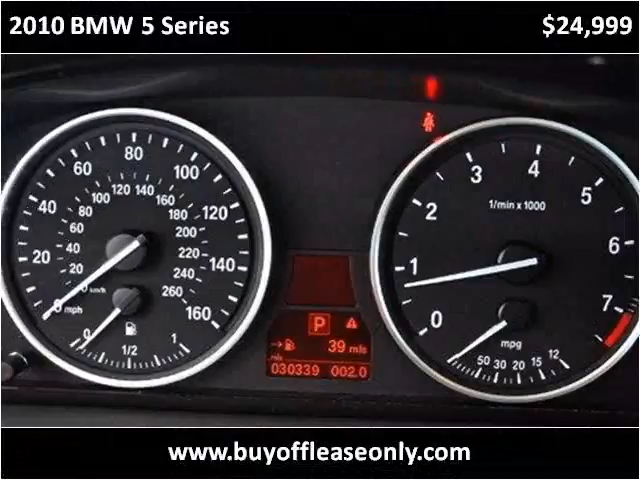 2010 BMW 5 Series $24,999
20 40 60 80 100 120 140 160
20 40 60 80 100 120 140 160 180 200 220 240 260
0 km/h
0 mph
0 1/2 1
P
39 mls
mls
030339 002.0
0 1 2 3 4 5 6 7
1/min x 1000
mpg
50 30 20 15 12
www.buyoffleaseonly.com